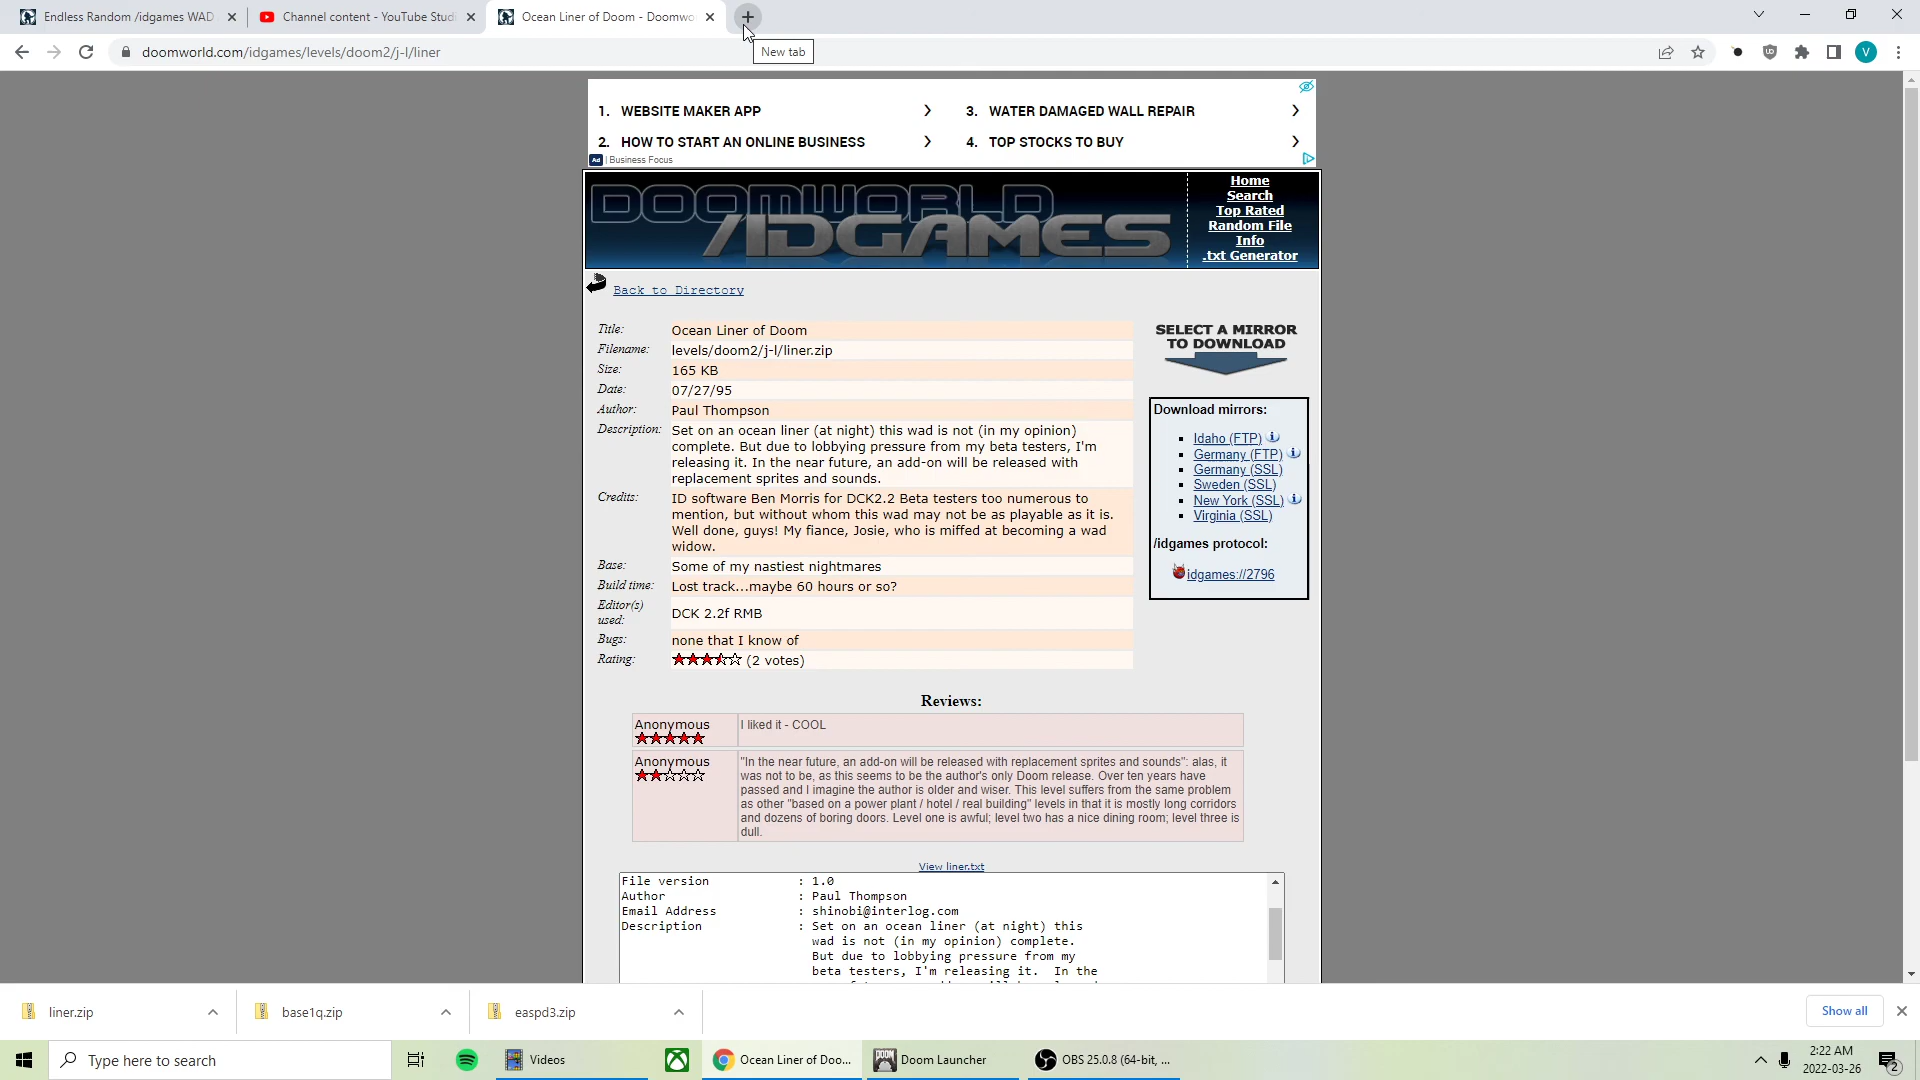 Endless Random /idgames WAD
Channel content - YouTube Studi
Ocean Liner of Doom - Doomwo
New tab
doomworld.com/idgames/levels/doom2/j-l/liner
V
1. WEBSITE MAKER APP
3. WATER DAMAGED WALL REPAIR
2. HOW TO START AN ONLINE BUSINESS
4. TOP STOCKS TO BUY
Ad | Business Focus
DOOMWORLD
/IDGAMES
Home
Search
Top Rated
Random File
Info
.txt Generator
Back to Directory
Title: Ocean Liner of Doom
Filename: levels/doom2/j-l/liner.zip
Size: 165 KB
Date: 07/27/95
Author: Paul Thompson
Description: Set on an ocean liner (at night) this wad is not (in my opinion)
complete. But due to lobbying pressure from my beta testers, I'm
releasing it. In the near future, an add-on will be released with
replacement sprites and sounds.
Credits: ID software Ben Morris for DCK2.2 Beta testers too numerous to
mention, but without whom this wad may not be as playable as it is.
Well done, guys! My fiance, Josie, who is miffed at becoming a wad
widow.
Base: Some of my nastiest nightmares
Build time: Lost track...maybe 60 hours or so?
Editor(s)
used: DCK 2.2f RMB
Bugs: none that I know of
Rating: (2 votes)
SELECT A MIRROR
TO DOWNLOAD
Download mirrors:
Idaho (FTP)
Germany (FTP)
Germany (SSL)
Sweden (SSL)
New York (SSL)
Virginia (SSL)
/idgames protocol:
idgames://2796
Reviews:
Anonymous I liked it - COOL
Anonymous "In the near future, an add-on will be released with replacement sprites and sounds": alas, it
was not to be, as this seems to be the author's only Doom release. Over ten years have
passed and I imagine the author is older and wiser. This level suffers from the same problem
as other "based on a power plant / hotel / real building" levels in that it is mostly long corridors
and dozens of boring doors. Level one is awful; level two has a nice dining room; level three is
dull.
View liner.txt
File version : 1.0
Author : Paul Thompson
Email Address : shinobi@interlog.com
Description : Set on an ocean liner (at night) this
wad is not (in my opinion) complete.
But due to lobbying pressure from my
beta testers, I'm releasing it. In the
liner.zip
base1q.zip
easpd3.zip
Show all
Type here to search
Videos
Ocean Liner of Doo...
Doom Launcher
OBS 25.0.8 (64-bit, ...
2:22 AM
2022-03-26
2